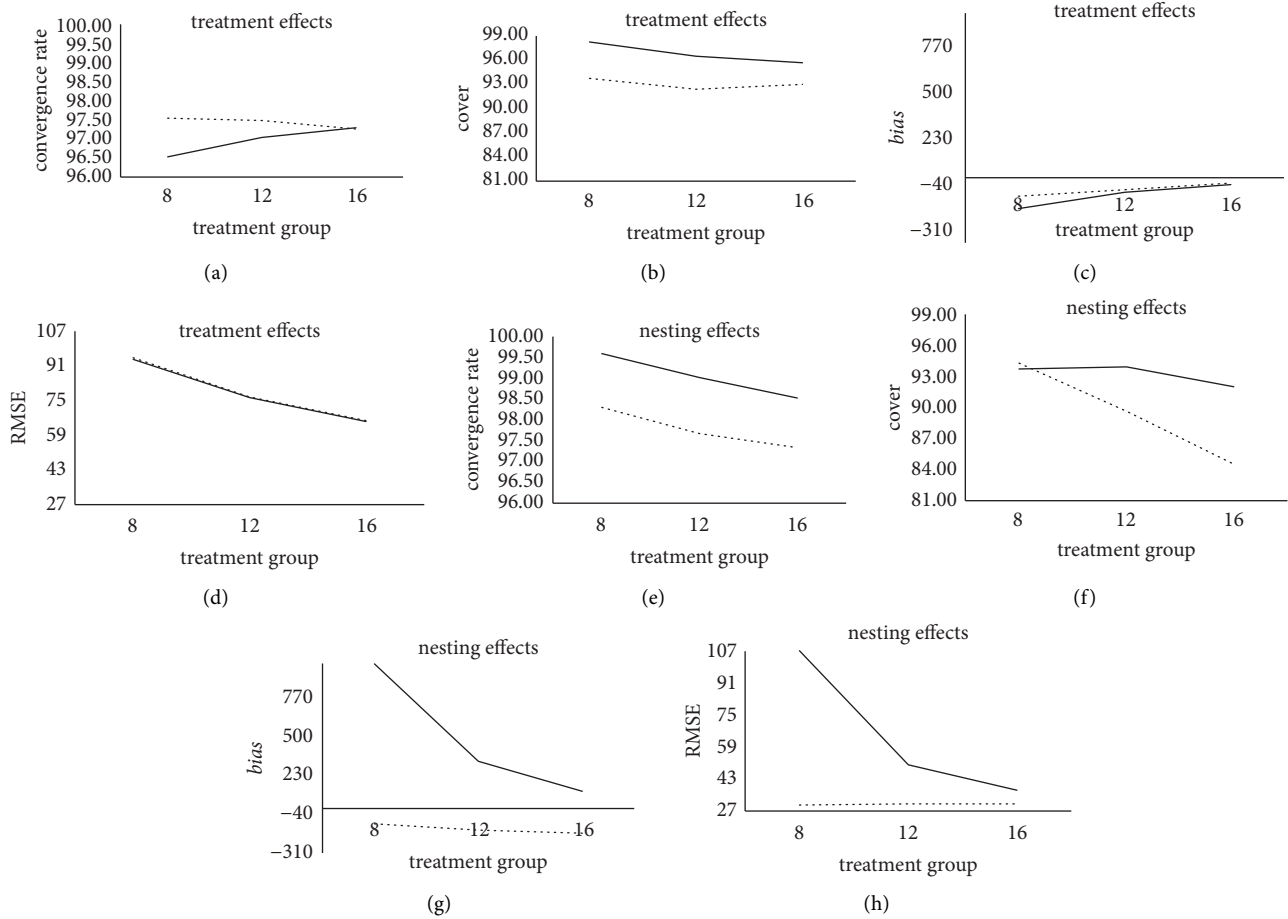 treatment effects
convergence rate
100.00
99.50
99.00
98.50
98.00
97.50
97.00
96.50
96.00
8 12 16
treatment group
(a)
treatment effects
cover
99.00
96.00
93.00
90.00
87.00
84.00
81.00
8 12 16
treatment group
(b)
treatment effects
bias
770
500
230
−40
−310
8 12 16
treatment group
(c)
treatment effects
RMSE
107
91
75
59
43
27
8 12 16
treatment group
(d)
nesting effects
convergence rate
100.00
99.50
99.00
98.50
98.00
97.50
97.00
96.50
96.00
8 12 16
treatment group
(e)
nesting effects
cover
99.00
96.00
93.00
90.00
87.00
84.00
81.00
8 12 16
treatment group
(f)
nesting effects
bias
770
500
230
−40
−310
8 12 16
treatment group
(g)
nesting effects
RMSE
107
91
75
59
43
27
8 12 16
treatment group
(h)